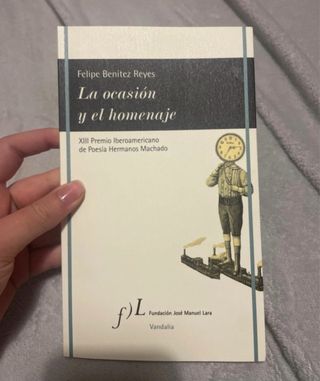 Felipe Benítez Reyes
La ocasión
y el homenaje
XIII Premio Iberoamericano
de Poesía Hermanos Machado
f)L Fundación José Manuel Lara
Vandalia